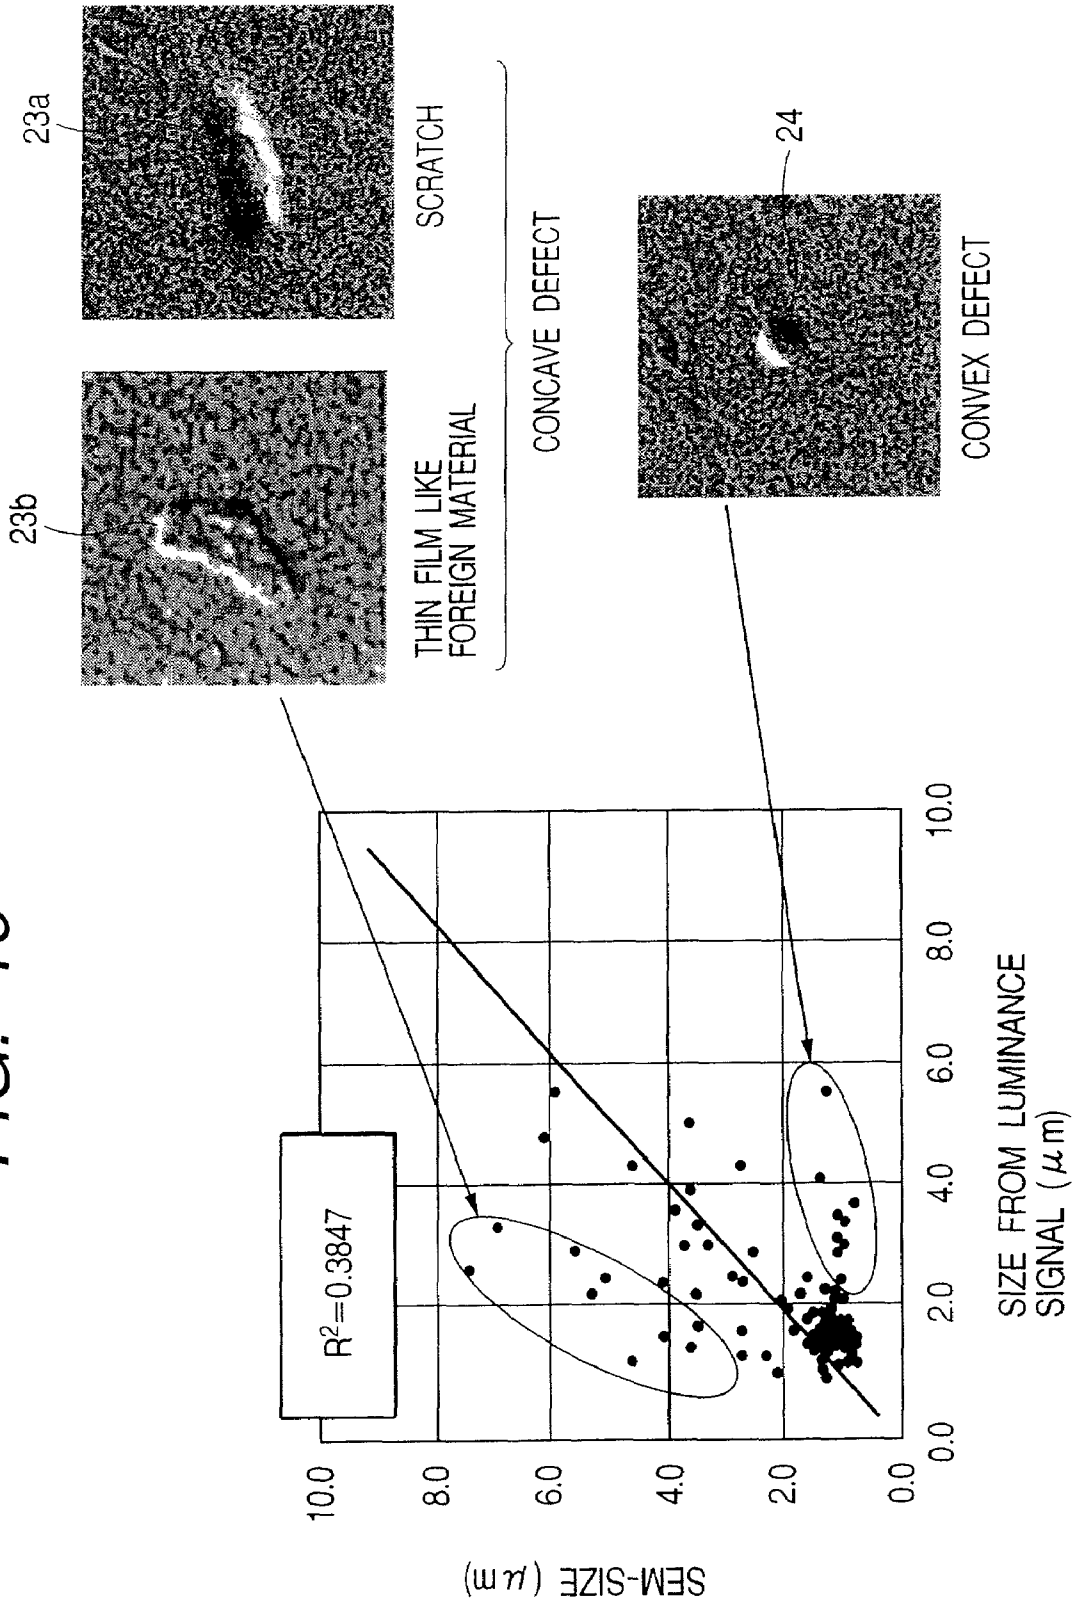 R²=0.3847
10.0
8.0
6.0
4.0
2.0
0.0
SEM-SIZE (μm)
0.0
2.0
4.0
6.0
8.0
10.0
SIZE FROM LUMINANCE
SIGNAL (μm)
23b
23a
THIN FILM LIKE
FOREIGN MATERIAL
SCRATCH
CONCAVE DEFECT
24
CONVEX DEFECT